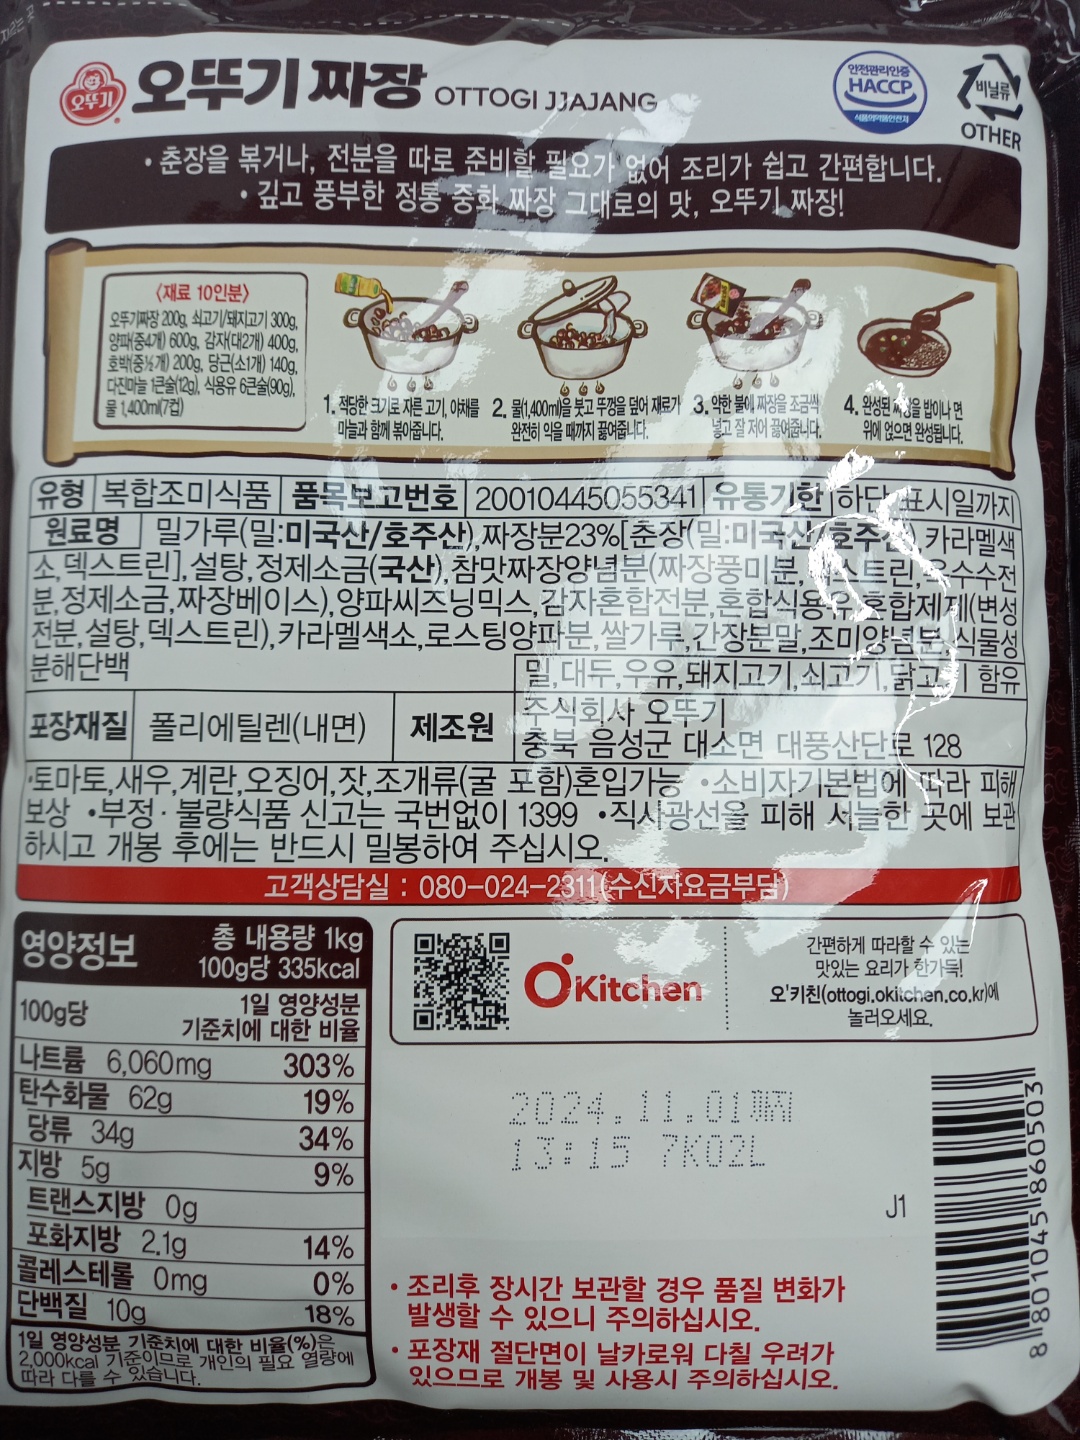 오뚜기 오뚜기 짜장 OTTOGI JJAJANG
안전관리인증
HACCP
식품의약품안전처
비닐류
OTHER
• 춘장을 볶거나, 전분을 따로 준비할 필요가 없어 조리가 쉽고 간편합니다.
• 깊고 풍부한 정통 중화 짜장 그대로의 맛, 오뚜기 짜장!
〈재료 10인분〉
오뚜기짜장 200g, 쇠고기/돼지고기 300g,
양파(중4개) 600g, 감자(대2개) 400g,
호박(중½개) 200g, 당근(소1개) 140g,
다진마늘 1큰술(12g), 식용유 6큰술(90g),
물 1,400ml(7컵)
1. 적당한 크기로 자른 고기, 야채를
마늘과 함께 볶아줍니다.
2. 물(1,400ml)을 붓고 뚜껑을 덮어 재료가
완전히 익을 때까지 끓여줍니다.
3. 약한 불에 짜장을 조금씩
넣고 잘 저어 끓여줍니다.
4. 완성된 을 밥이나 면
위에 얹으면 완성됩니다.
유형 복합조미식품 품목보고번호 20010445055341 유통기한 하단 표시일까지
원료명 밀가루(밀:미국산/호주산),짜장분23%[춘장(밀:미국산/호주산) 카라멜색
소,덱스트린],설탕,정제소금(국산),참맛짜장양념분(짜장풍미분, 스트린,옥수수전
분,정제소금,짜장베이스),양파씨즈닝믹스,감자혼합전분,혼합식용유,혼합제제(변성
전분,설탕,덱스트린),카라멜색소,로스팅양파분,쌀가루,간장분말,조미양념분,식물성
분해단백
밀,대두,우유,돼지고기,쇠고기,닭고기 함유
포장재질 폴리에틸렌(내면) 제조원 주식회사 오뚜기
충북 음성군 대소면 대풍산단로 128
•토마토,새우,계란,오징어,잣,조개류(굴 포함)혼입가능 •소비자기본법에 따라 피해
보상 •부정·불량식품 신고는 국번없이 1399 •직사광선을 피해 서늘한 곳에 보관
하시고 개봉 후에는 반드시 밀봉하여 주십시오.
고객상담실 : 080-024-2311(수신자요금부담)
영양정보 총 내용량 1kg
100g당 335kcal
100g당 1일 영양성분
기준치에 대한 비율
나트륨 6,060mg 303%
탄수화물 62g 19%
당류 34g 34%
지방 5g 9%
트랜스지방 0g
포화지방 2.1g 14%
콜레스테롤 0mg 0%
단백질 10g 18%
1일 영양성분 기준치에 대한 비율(%)은
2,000kcal 기준이므로 개인의 필요 열량에
따라 다를 수 있습니다.
O'Kitchen
간편하게 따라할 수 있는
맛있는 요리가 한가득!
오'키친(ottogi.okitchen.co.kr)에
놀러오세요.
2024.11.01까지
13:15 7K02L
J1
8 801045 860503
• 조리후 장시간 보관할 경우 품질 변화가
발생할 수 있으니 주의하십시오.
• 포장재 절단면이 날카로워 다칠 우려가
있으므로 개봉 및 사용시 주의하십시오.